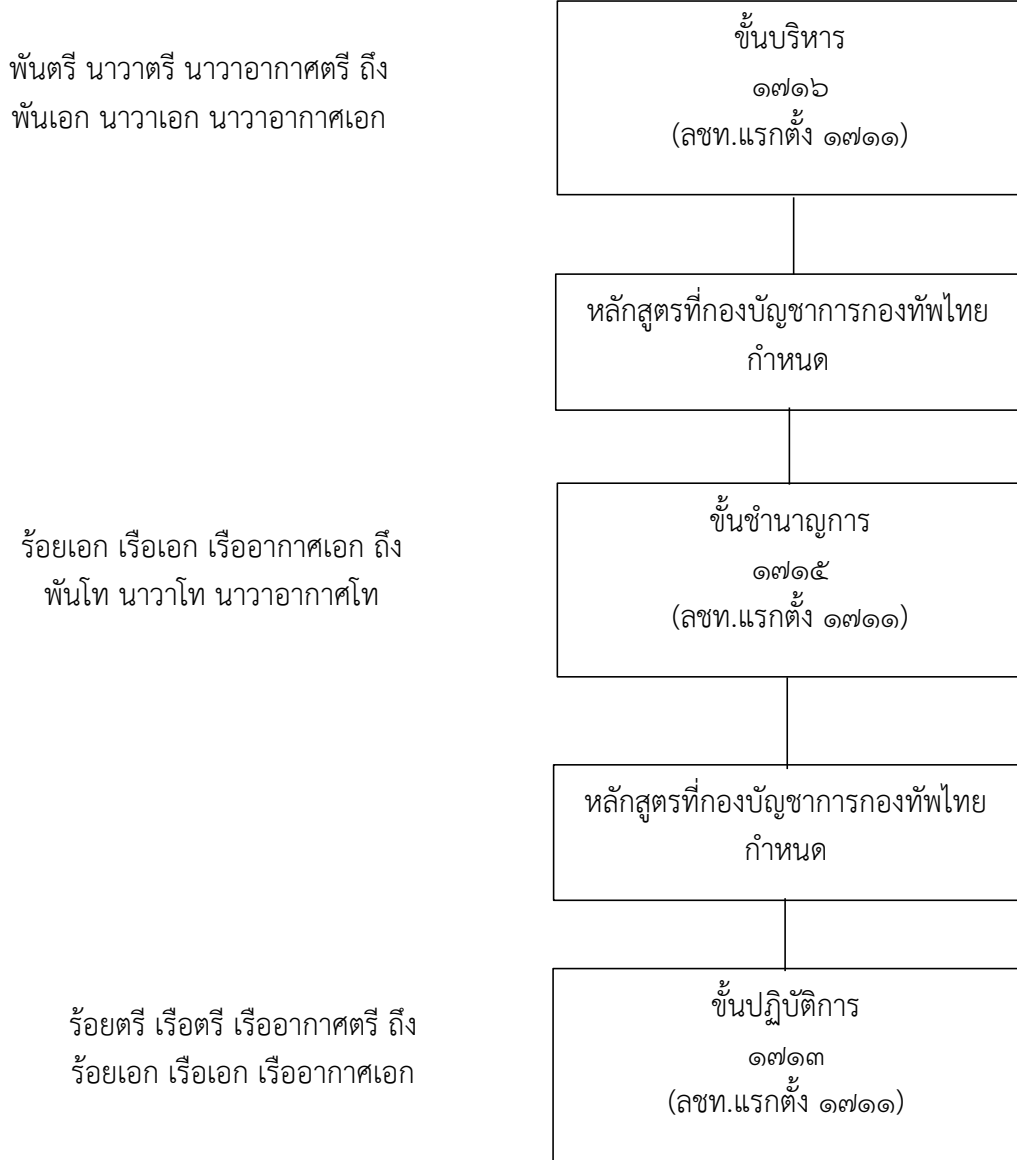 พันตรี นาวาตรี นาวาอากาศตรี ถึง
พันเอก นาวาเอก นาวาอากาศเอก
ขั้นบริหาร
๑๗๑๖
(ลชท.แรกตั้ง ๑๗๑๑)
หลักสูตรที่กองบัญชาการกองทัพไทย
กำหนด
ร้อยเอก เรือเอก เรืออากาศเอก ถึง
พันโท นาวาโท นาวาอากาศโท
ขั้นชำนาญการ
๑๗๑๕
(ลชท.แรกตั้ง ๑๗๑๑)
หลักสูตรที่กองบัญชาการกองทัพไทย
กำหนด
ร้อยตรี เรือตรี เรืออากาศตรี ถึง
ร้อยเอก เรือเอก เรืออากาศเอก
ขั้นปฏิบัติการ
๑๗๑๓
(ลชท.แรกตั้ง ๑๗๑๑)